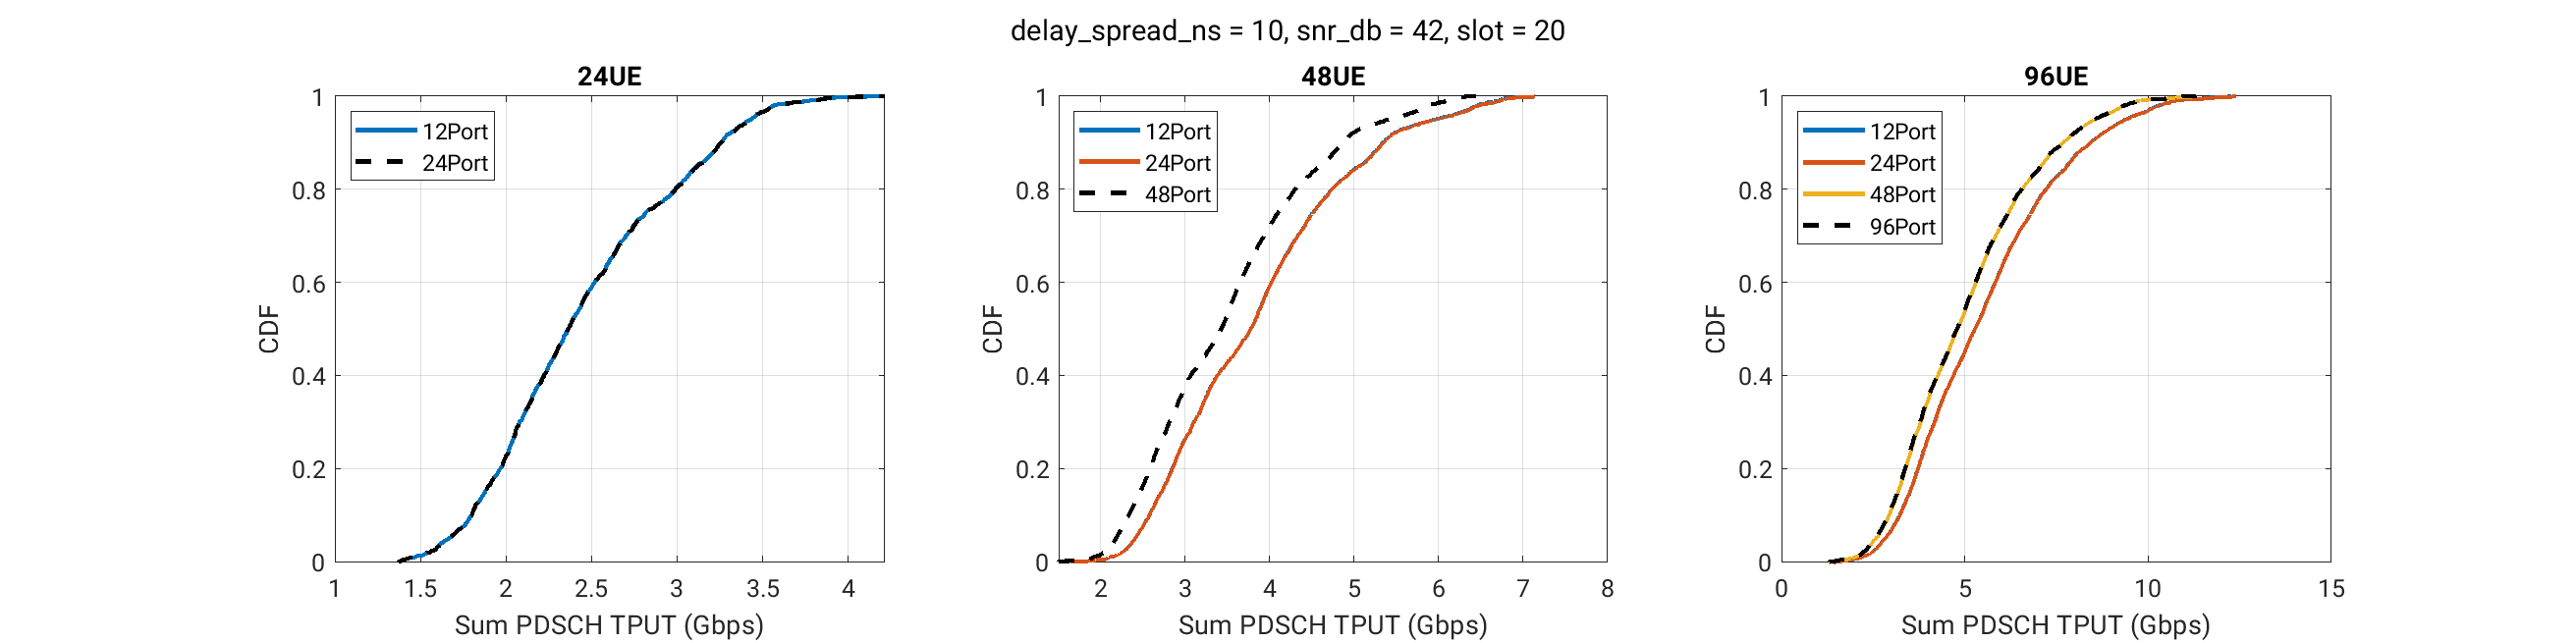 delay_spread_ns = 10, snr_db = 42, slot = 20
24UE
12Port
24Port
CDF
0
0.2
0.4
0.6
0.8
1
1
1.5
2
2.5
3
3.5
4
Sum PDSCH TPUT (Gbps)
48UE
12Port
24Port
48Port
CDF
0
0.2
0.4
0.6
0.8
1
2
3
4
5
6
7
8
Sum PDSCH TPUT (Gbps)
96UE
12Port
24Port
48Port
96Port
CDF
0
0.2
0.4
0.6
0.8
1
0
5
10
15
Sum PDSCH TPUT (Gbps)